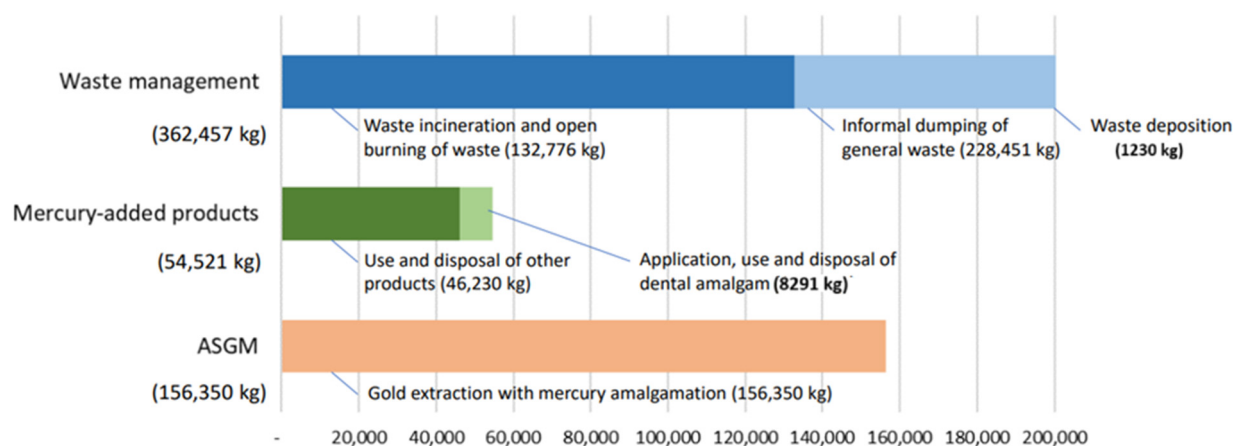 Waste management
(362,457 kg)
Waste incineration and open
burning of waste (132,776 kg)
Informal dumping of
general waste (228,451 kg)
Waste deposition
(1230 kg)
Mercury-added products
(54,521 kg)
Use and disposal of other
products (46,230 kg)
Application, use and disposal of
dental amalgam (8291 kg)
ASGM
(156,350 kg)
Gold extraction with mercury amalgamation (156,350 kg)
- 20,000 40,000 60,000 80,000 100,000 120,000 140,000 160,000 180,000 200,000